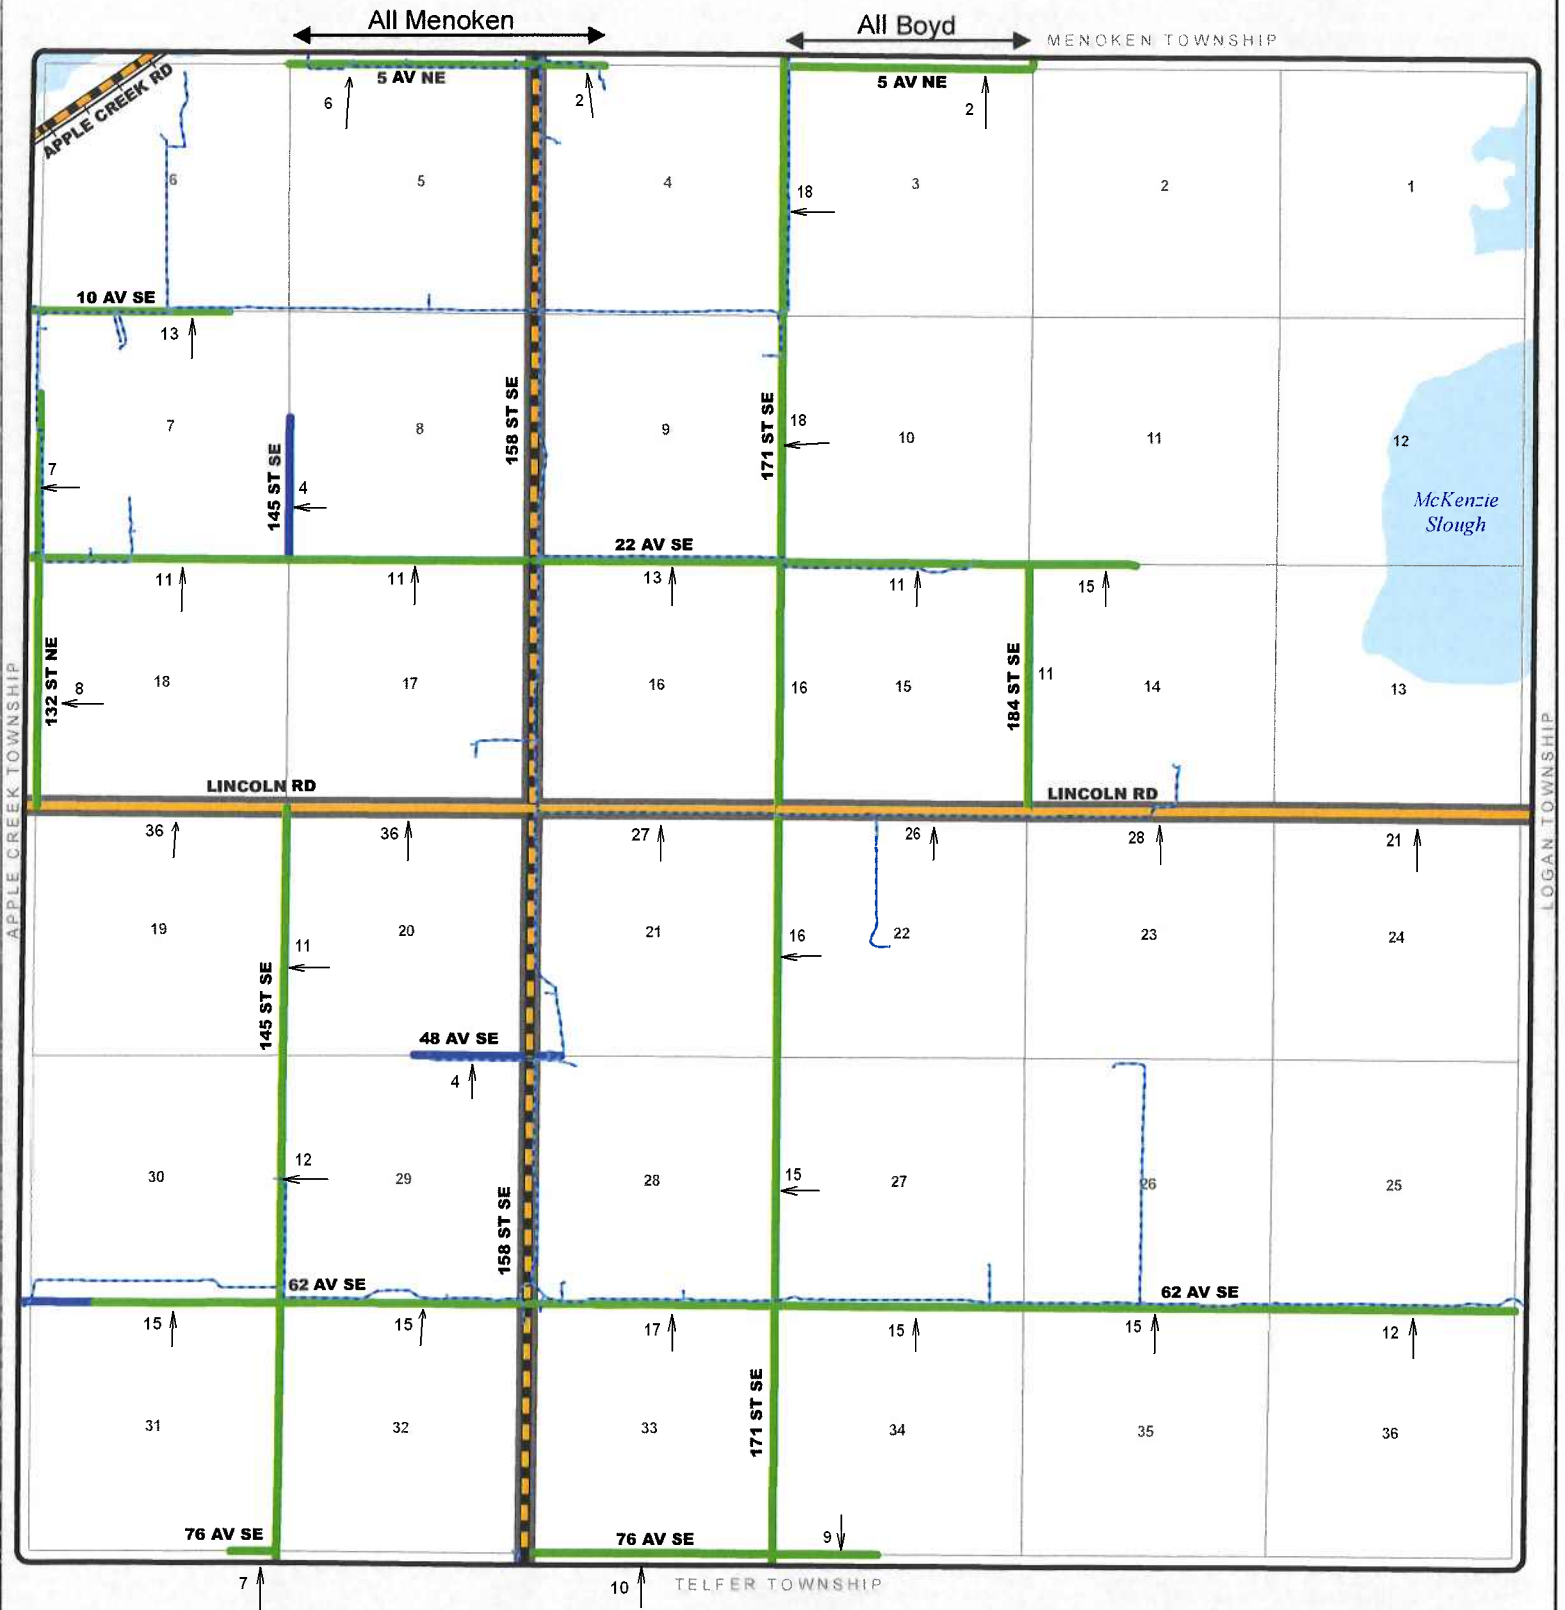 All Menoken
All Boyd
MENOKEN TOWNSHIP
5 AV NE
5 AV NE
APPLE CREEK RD
6
2
2
6
5
4
18
3
2
1
10 AV SE
13
158 ST SE
171 ST SE
7
8
9
18
10
11
12
145 ST SE
7
4
McKenzie
Slough
22 AV SE
11
11
13
11
15
132 ST NE
8
18
17
16
16
15
184 ST SE
11
14
13
APPLE CREEK TOWNSHIP
LOGAN TOWNSHIP
LINCOLN RD
LINCOLN RD
36
36
27
26
28
21
19
11
20
21
16
22
23
24
145 ST SE
48 AV SE
4
30
12
29
28
15
27
26
25
158 ST SE
62 AV SE
62 AV SE
15
15
17
15
15
12
171 ST SE
31
32
33
34
35
36
76 AV SE
76 AV SE
9
7
10
TELFER TOWNSHIP